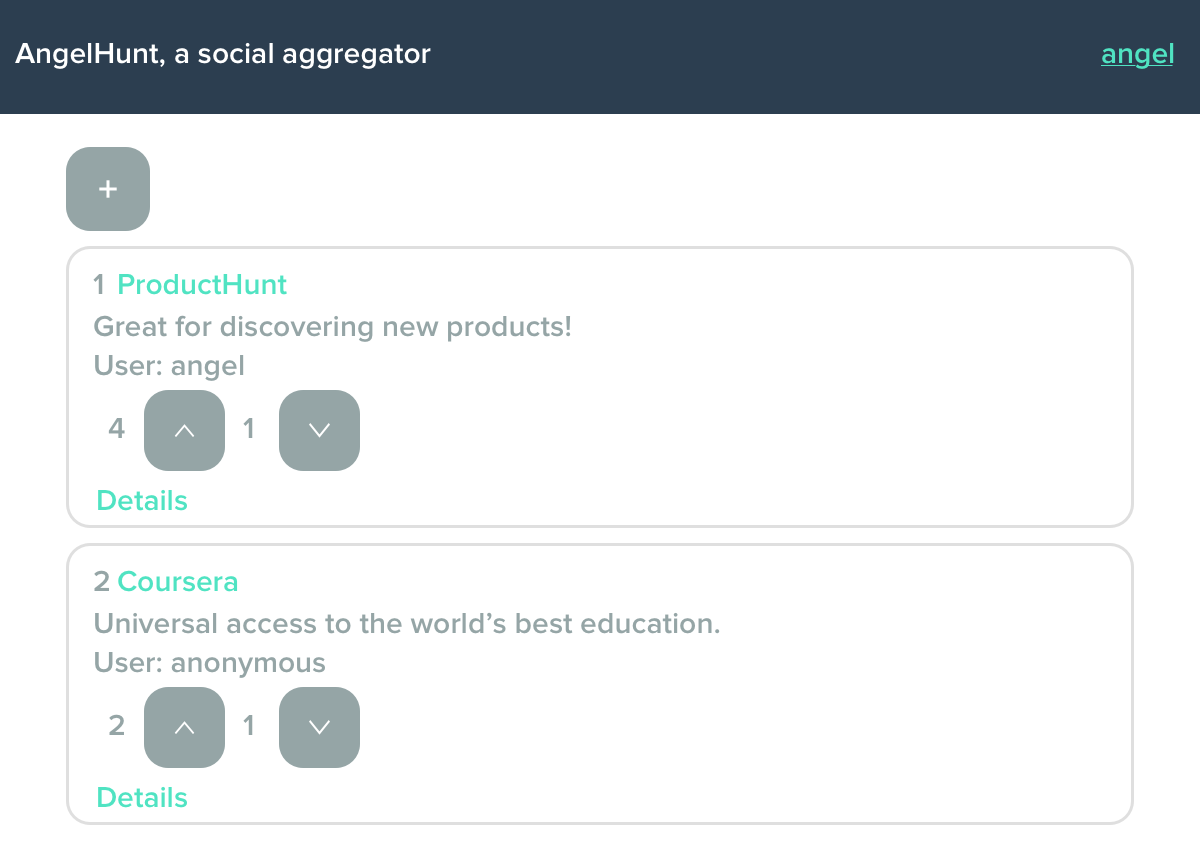 AngelHunt, a social aggregator
angel
+
1 ProductHunt
Great for discovering new products!
User: angel
4 1
Details
2 Coursera
Universal access to the world’s best education.
User: anonymous
2 1
Details